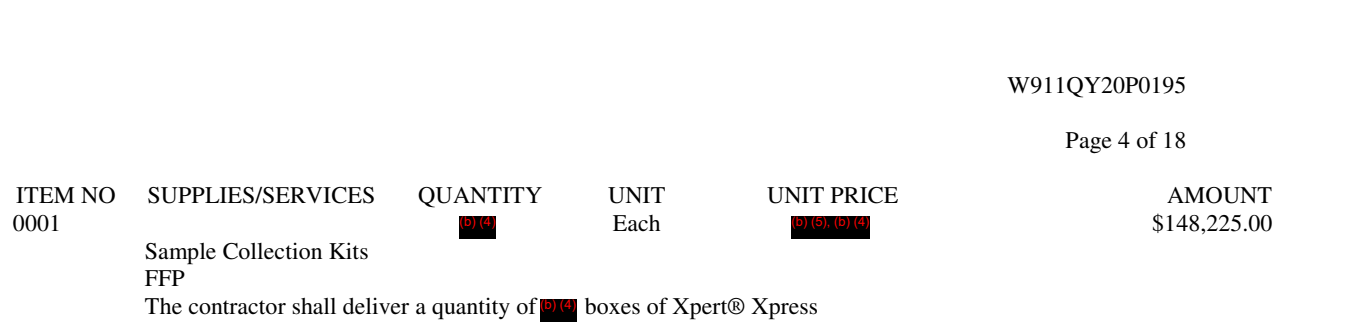 W911QY20P0195
Page 4 of 18
ITEM NO SUPPLIES/SERVICES QUANTITY UNIT UNIT PRICE AMOUNT
0001 (b) (4) Each (b) (5), (b) (4) $148,225.00
Sample Collection Kits
FFP
The contractor shall deliver a quantity of (b) (4) boxes of Xpert® Xpress